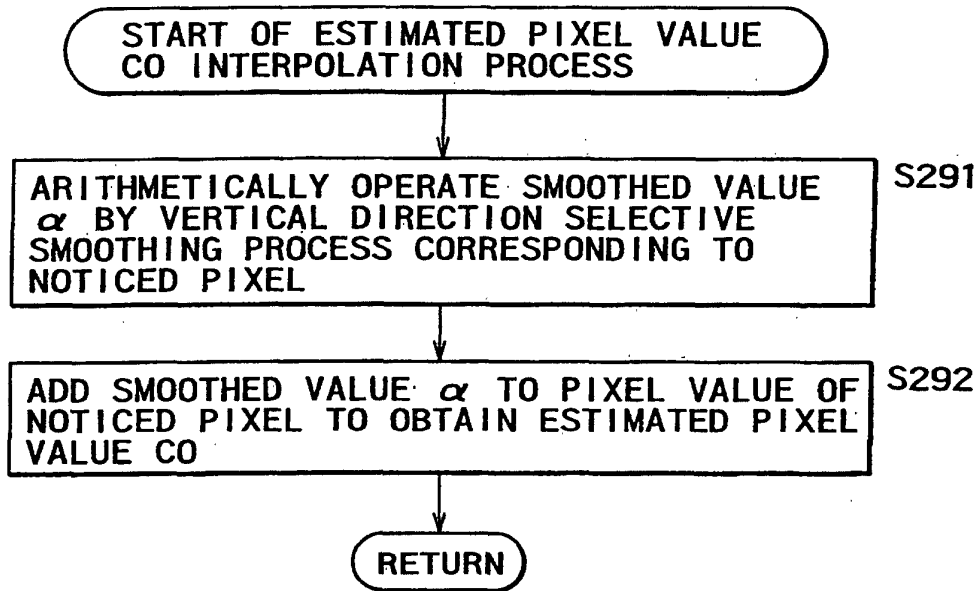 START OF ESTIMATED PIXEL VALUE
CO INTERPOLATION PROCESS
ARITHMETICALLY OPERATE SMOOTHED VALUE
α BY VERTICAL DIRECTION SELECTIVE
SMOOTHING PROCESS CORRESPONDING TO
NOTICED PIXEL
S291
ADD SMOOTHED VALUE α TO PIXEL VALUE OF
NOTICED PIXEL TO OBTAIN ESTIMATED PIXEL
VALUE CO
S292
RETURN